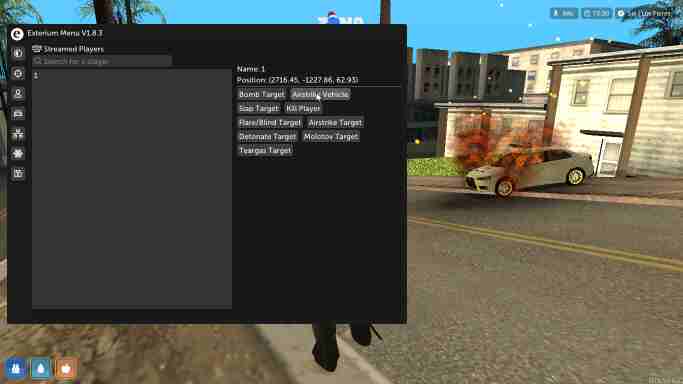 Exterium Menu V1.8.3
Streamed Players
Search for a player
1
Name: 1
Position: (2716.45, -1227.86, 62.93)
Bomb Target
Airstrike Vehicle
Slap Target
Kill Player
Flare/Blind Target
Airstrike Target
Detonate Target
Molotov Target
Teargas Target